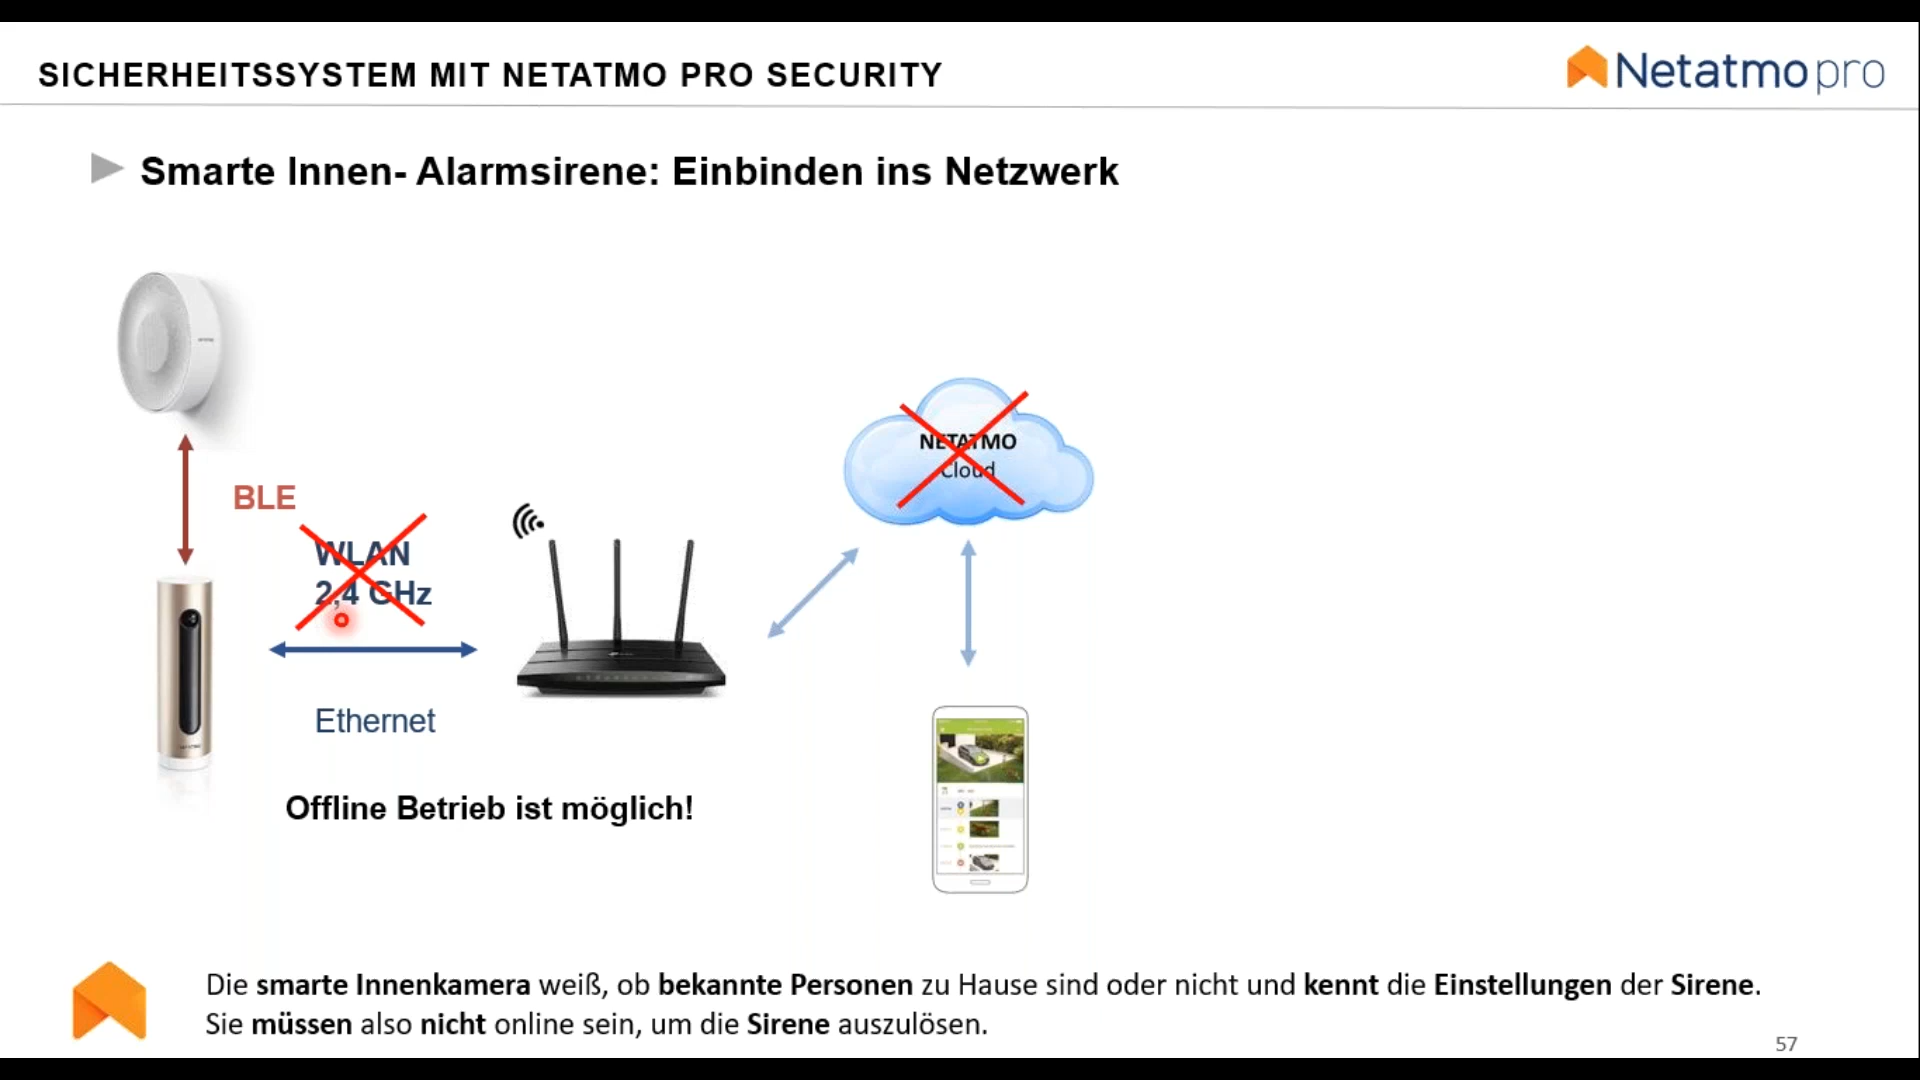 SICHERHEITSSYSTEM MIT NETATMO PRO SECURITY
Netatmo pro
Smarte Innen- Alarmsirene: Einbinden ins Netzwerk
NETATMO
Cloud
BLE
WLAN
2,4 GHz
Ethernet
Offline Betrieb ist möglich!
Die smarte Innenkamera weiß, ob bekannte Personen zu Hause sind oder nicht und kennt die Einstellungen der Sirene.
Sie müssen also nicht online sein, um die Sirene auszulösen.
57